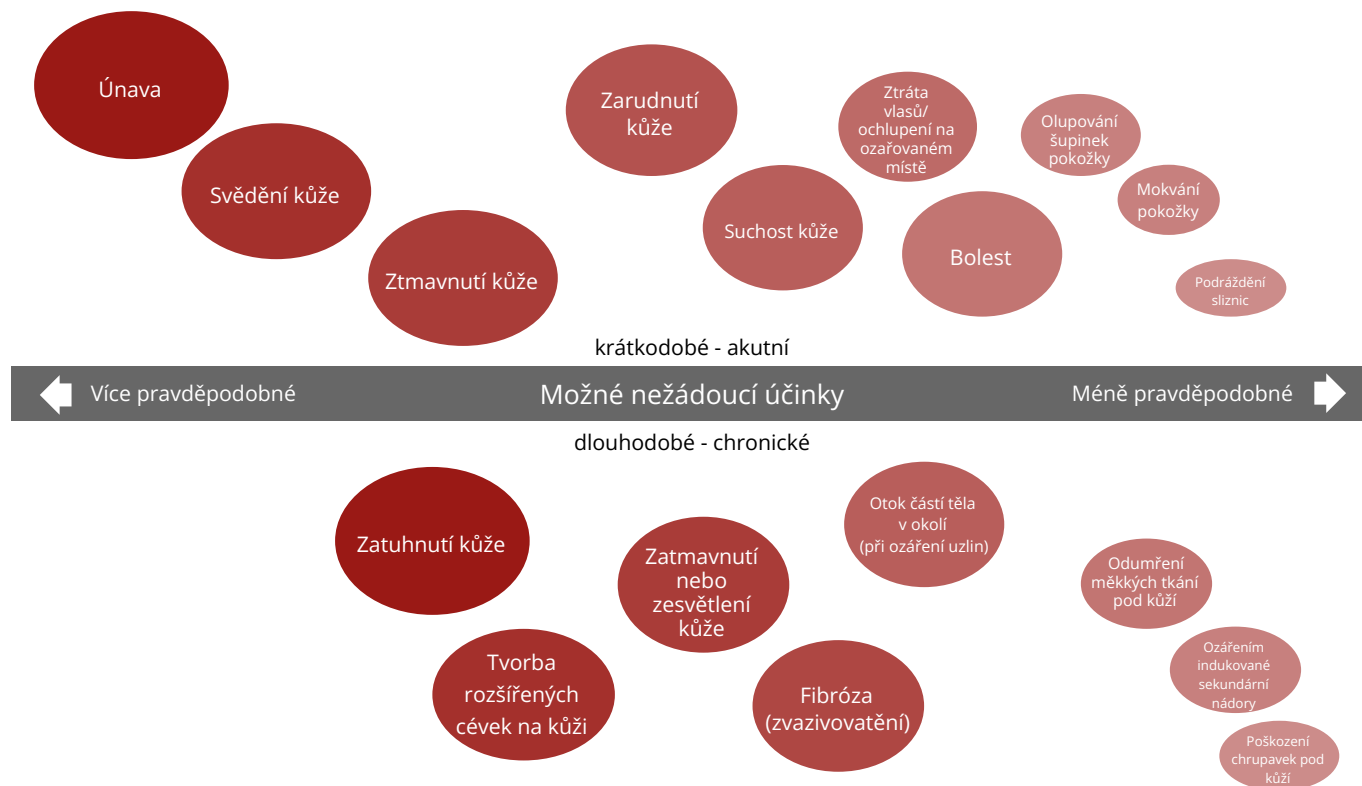 Únava
Svědění kůže
Ztmavnutí kůže
Zarudnutí
kůže
Suchost kůže
Ztráta
vlasů/
ochlupení na
ozařovaném
místě
Bolest
Olupování
šupinek
pokožky
Mokvání
pokožky
Podráždění
sliznic
krátkodobé - akutní
Více pravděpodobné
Možné nežádoucí účinky
Méně pravděpodobné
dlouhodobé - chronické
Zatuhnutí kůže
Tvorba
rozšířených
cévek na kůži
Zatmavnutí
nebo
zesvětlení
kůže
Fibróza
(zvazivovatění)
Otok částí těla
v okolí
(při ozáření uzlin)
Odumření
měkkých tkání
pod kůží
Ozářením
indukované
sekundární
nádory
Poškození
chrupavek pod
kůží